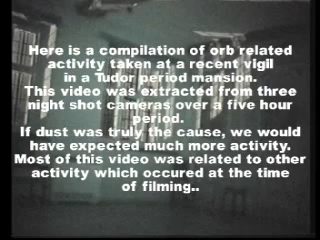 Here is a compilation of orb related
activity taken at a recent vigil
in a Tudor period mansion.
This video was extracted from three
night shot cameras over a five hour
period.
If dust was truly the cause, we would
have expected much more activity.
Most of this video was related to other
activity which occured at the time
of filming..